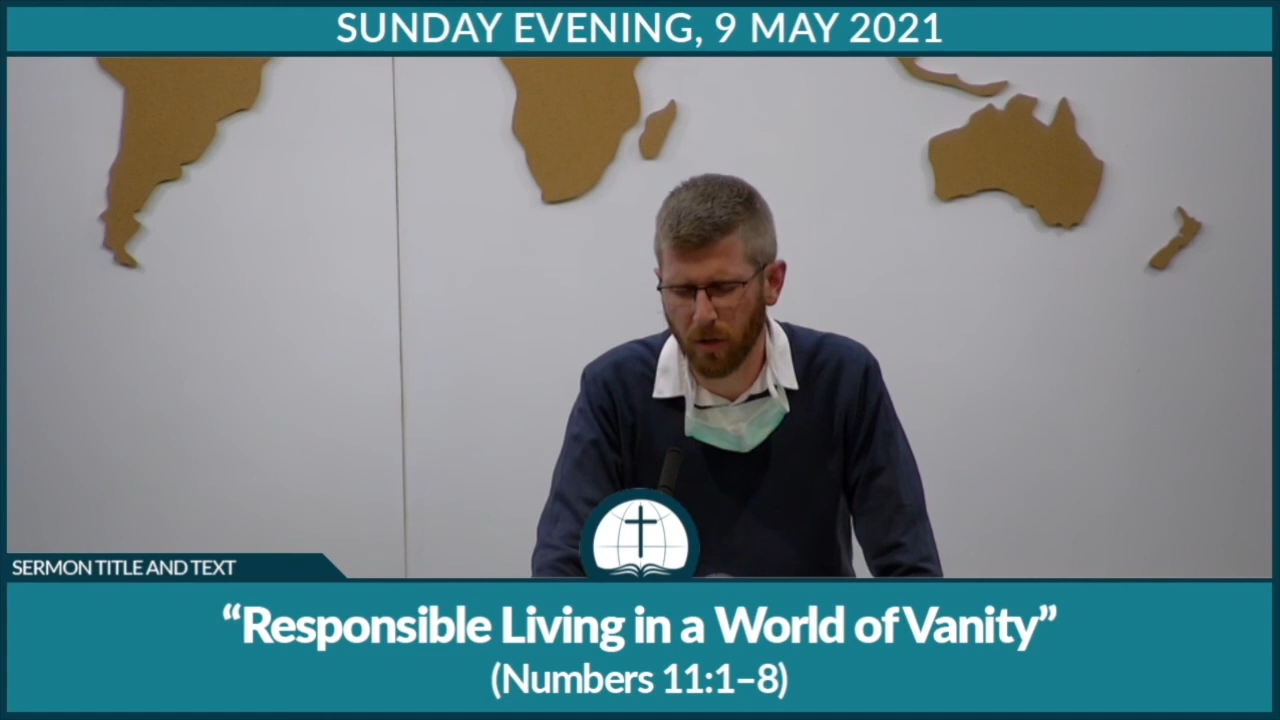 SUNDAY EVENING, 9 MAY 2021
SERMON TITLE AND TEXT
“Responsible Living in a World of Vanity”
(Numbers 11:1–8)